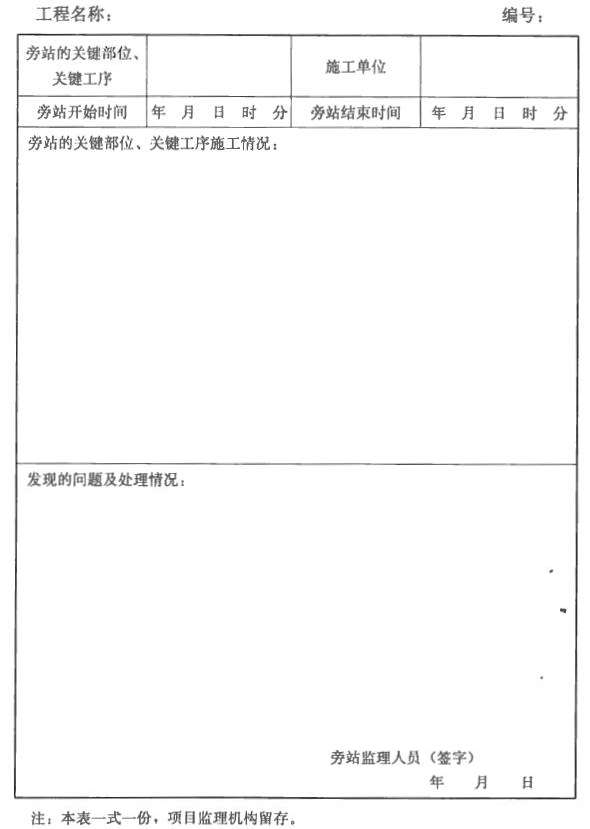 工程名称： 编号：
旁站的关键部位、
关键工序
施工单位
旁站开始时间 年 月 日 时 分 旁站结束时间 年 月 日 时 分
旁站的关键部位、关键工序施工情况：
发现的问题及处理情况：
旁站监理人员（签字）
年 月 日
注：本表一式一份，项目监理机构留存。